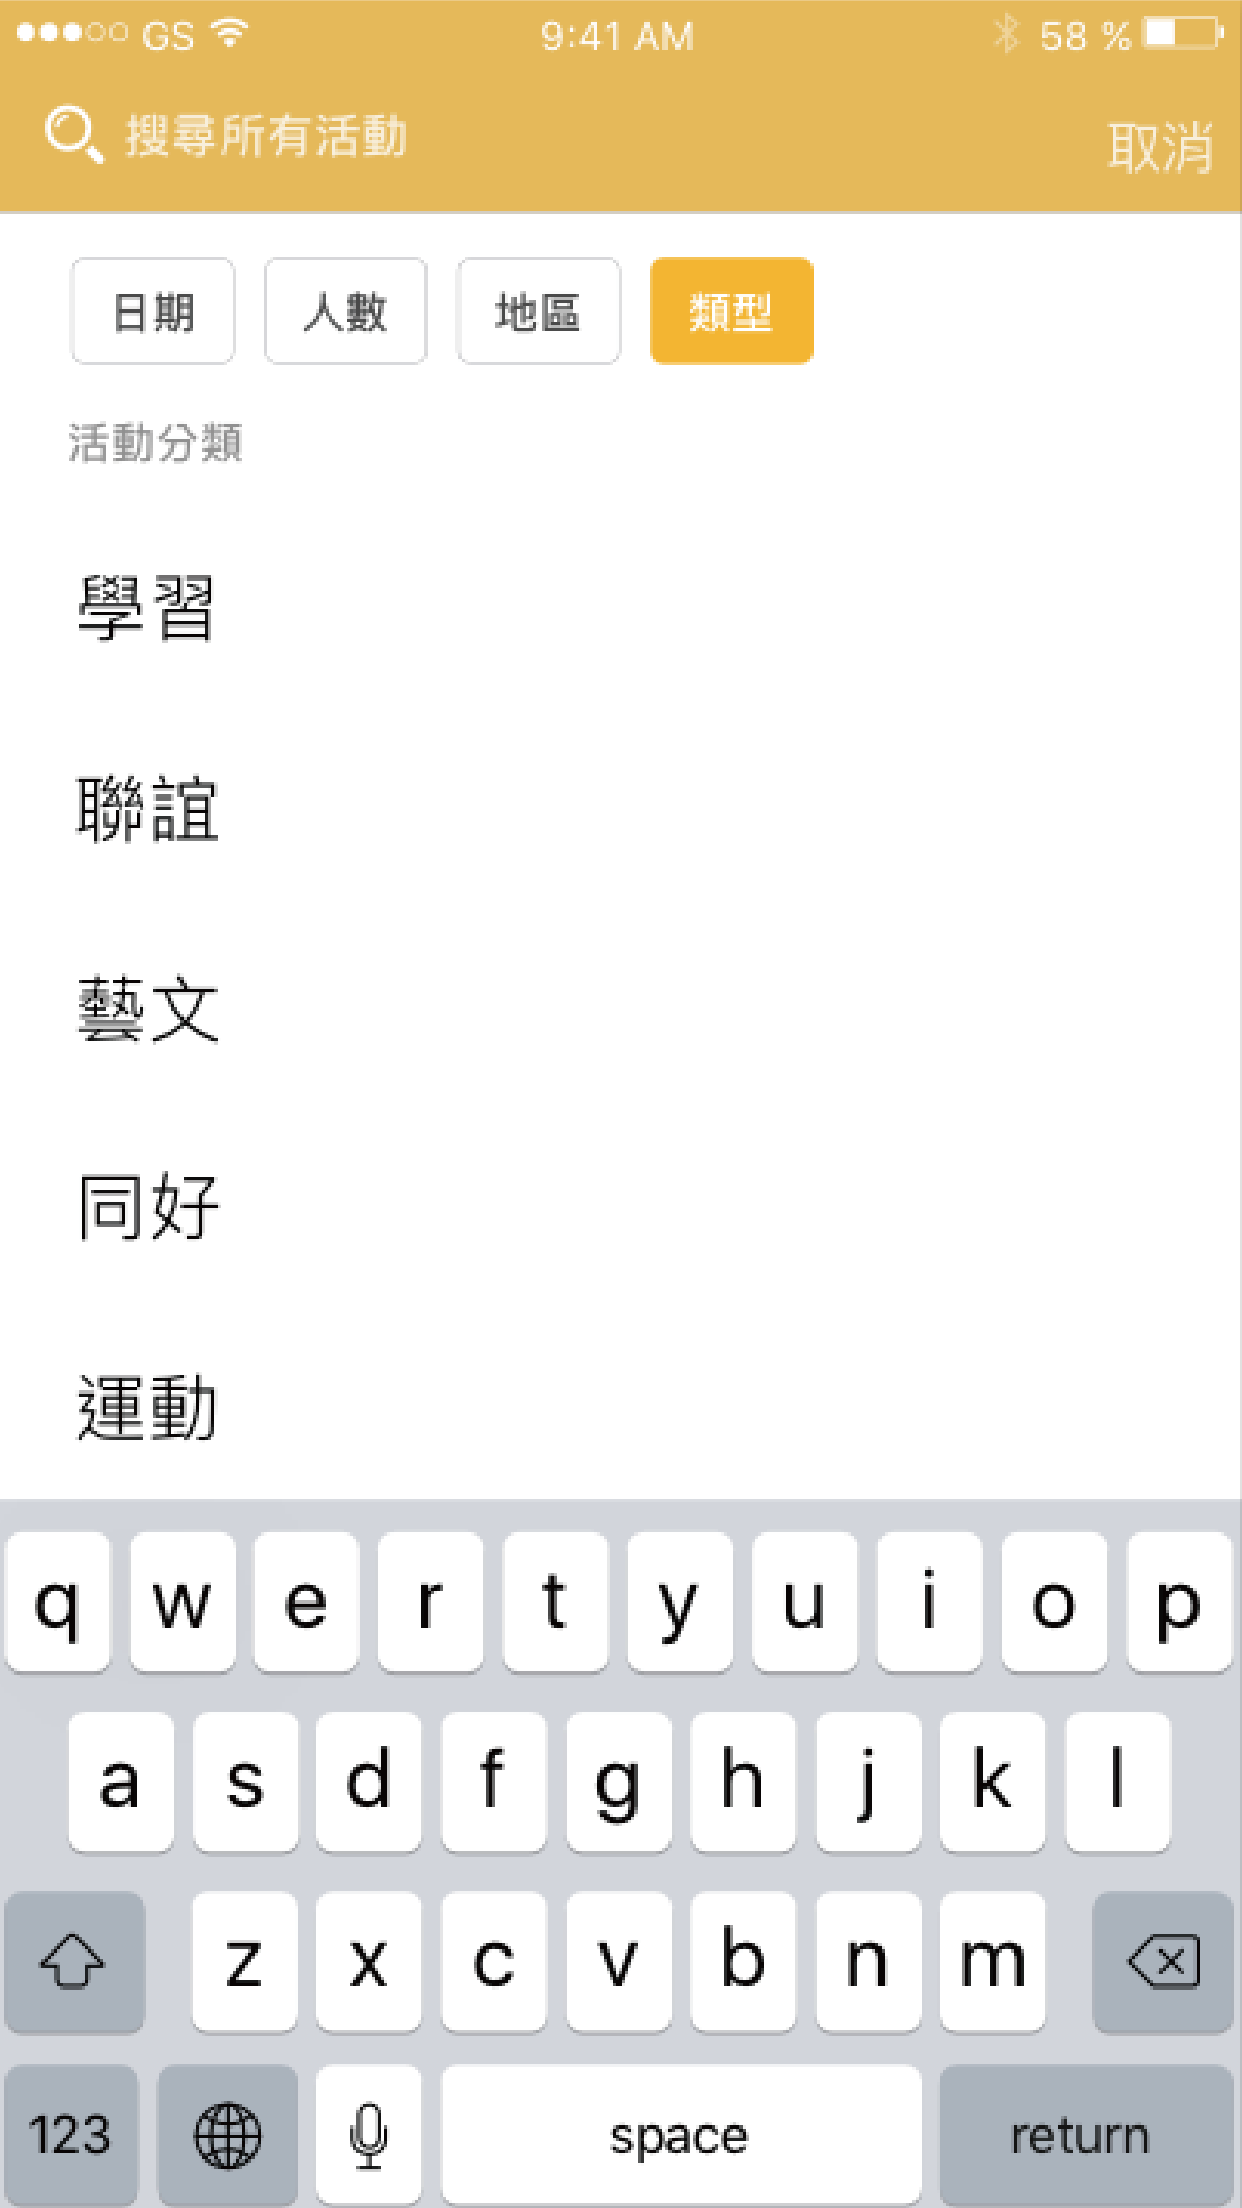 GS 9:41 AM 58 %
搜尋所有活動 取消
日期 人數 地區 類型
活動分類
學習
聯誼
藝文
同好
運動
q w e r t y u i o p
a s d f g h j k l
z x c v b n m
123 space return